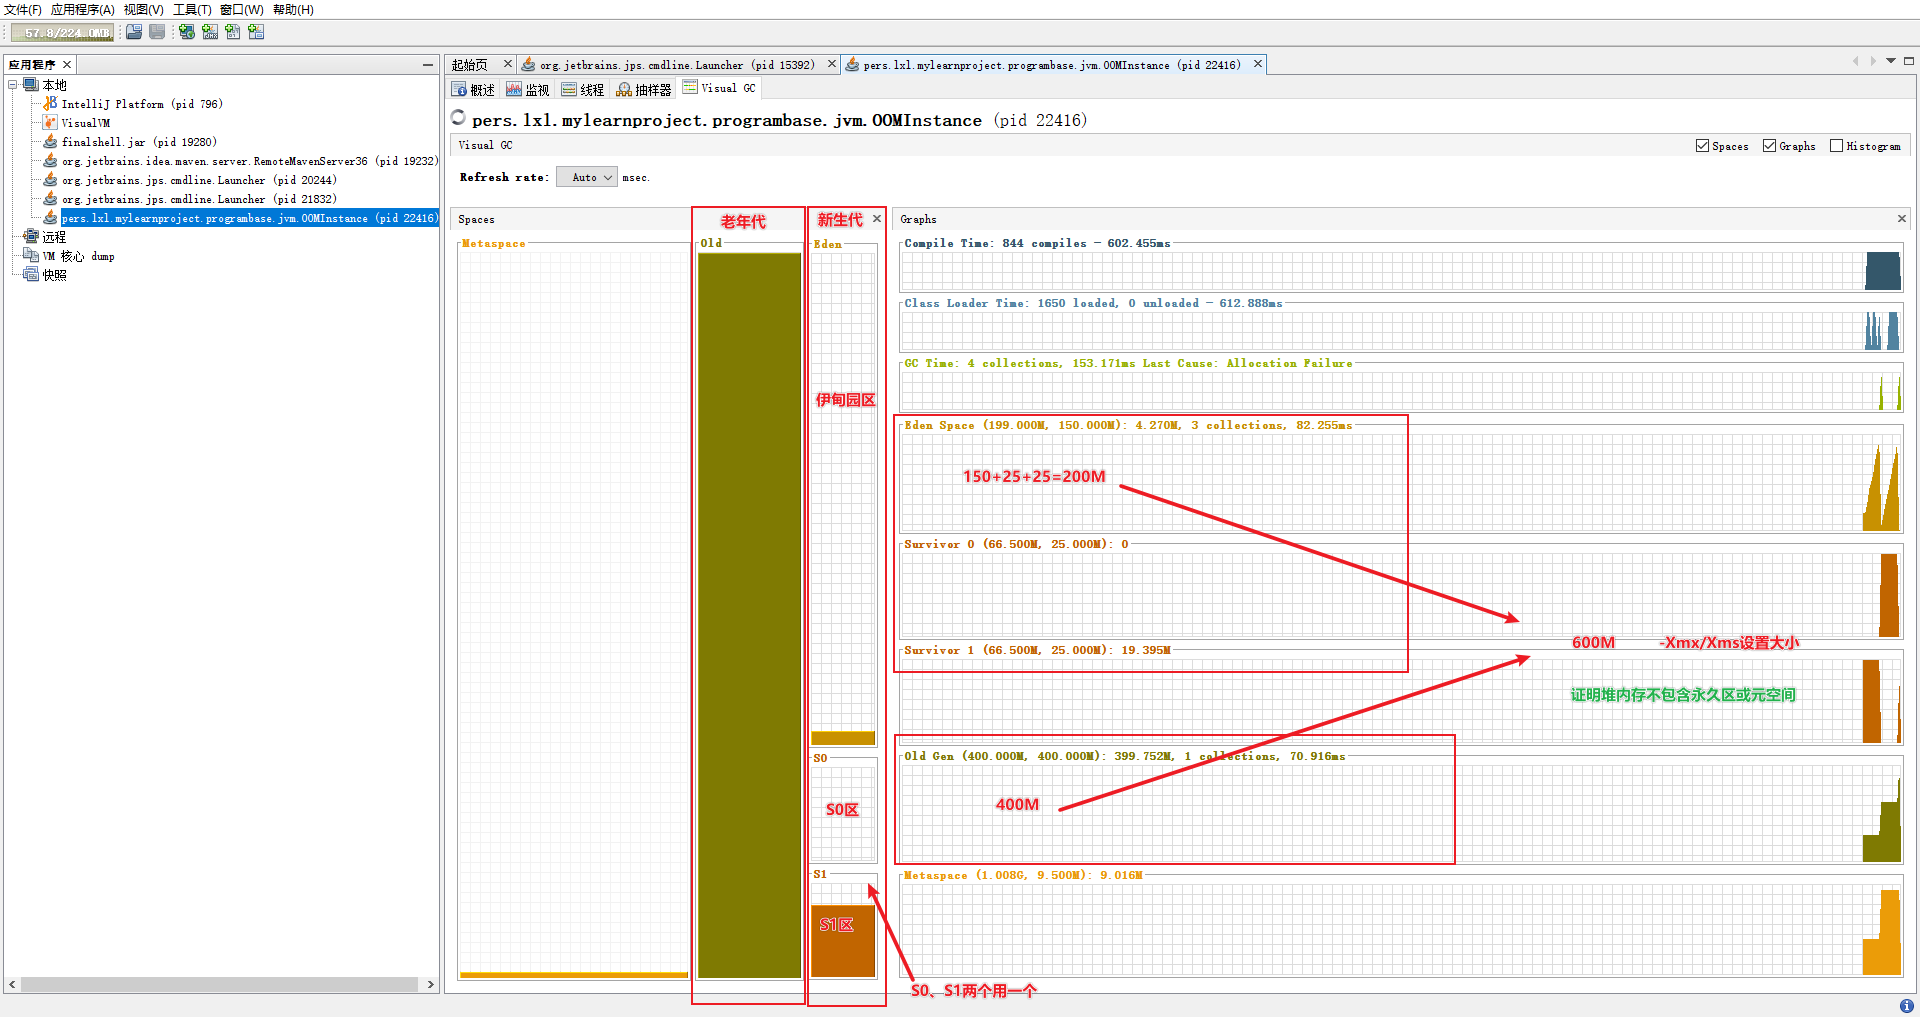 文件(F) 应用程序(A) 视图(V) 工具(T) 窗口(W) 帮助(H)
57.8/224.0MB
应用程序
本地
IntelliJ Platform (pid 796)
VisualVM
finalshell.jar (pid 19280)
org.jetbrains.idea.maven.server.RemoteMavenServer36 (pid 19232)
org.jetbrains.jps.cmdline.Launcher (pid 20244)
org.jetbrains.jps.cmdline.Launcher (pid 21832)
pers.lxl.mylearnproject.programbase.jvm.OOMInstance (pid 22416)
远程
VM 核心 dump
快照
起始页 org.jetbrains.jps.cmdline.Launcher (pid 15392) pers.lxl.mylearnproject.programbase.jvm.OOMInstance (pid 22416)
概述 监视 线程 抽样器 Visual GC
pers.lxl.mylearnproject.programbase.jvm.OOMInstance (pid 22416)
Visual GC
Spaces Graphs Histogram
Refresh rate: Auto msec.
Spaces
老年代
新生代
Metaspace
Old
Eden
伊甸园区
S0
S0区
S1
S1区
S0、S1两个用一个
Graphs
Compile Time: 844 compiles - 602.455ms
Class Loader Time: 1650 loaded, 0 unloaded - 612.888ms
GC Time: 4 collections, 153.171ms Last Cause: Allocation Failure
Eden Space (199.000M, 150.000M): 4.270M, 3 collections, 82.255ms
150+25+25=200M
Survivor 0 (66.500M, 25.000M): 0
600M -Xmx/Xms设置大小
Survivor 1 (66.500M, 25.000M): 19.395M
证明堆内存不包含永久区或元空间
Old Gen (400.000M, 400.000M): 399.752M, 1 collections, 70.916ms
400M
Metaspace (1.008G, 9.500M): 9.016M